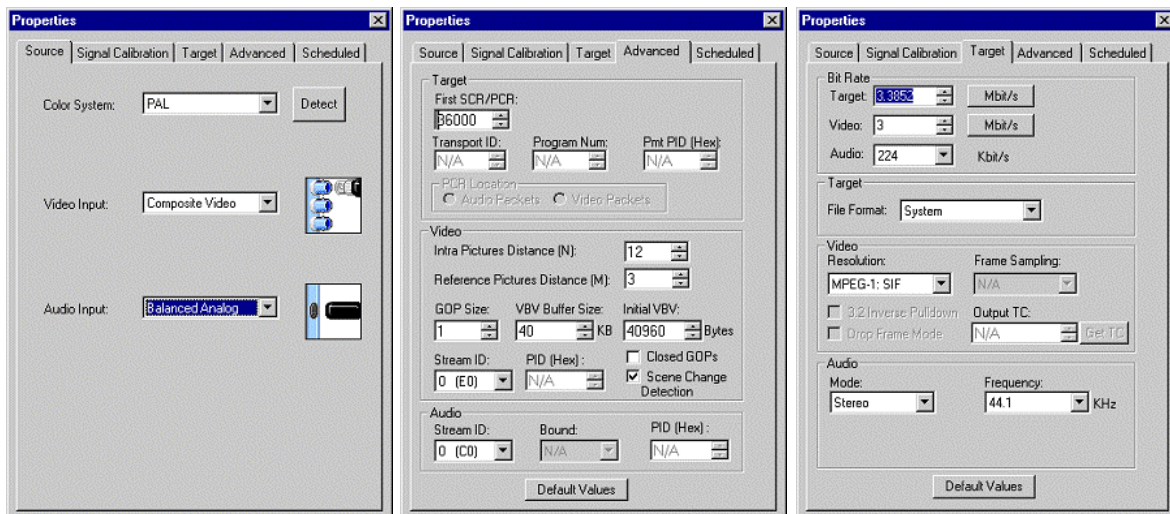 Properties
Source Signal Calibration Target Advanced Scheduled
Color System: PAL Detect
Video Input: Composite Video
Audio Input: Balanced Analog
Properties
Source Signal Calibration Target Advanced Scheduled
Target
First SCR/PCR:
36000
Transport ID: Program Num: Pmt PID (Hex):
N/A N/A N/A
PCR Location
Audio Packets Video Packets
Video
Intra Pictures Distance (N): 12
Reference Pictures Distance (M): 3
GOP Size: VBV Buffer Size: Initial VBV:
1 40 KB 40960 Bytes
Stream ID: PID (Hex) : Closed GOPs
0 (E0) N/A Scene Change
Detection
Audio
Stream ID: Bound: PID (Hex) :
0 (C0) N/A N/A
Default Values
Properties
Source Signal Calibration Target Advanced Scheduled
Bit Rate
Target: 3.3852 Mbit/s
Video: 3 Mbit/s
Audio: 224 Kbit/s
Target
File Format: System
Video
Resolution: Frame Sampling:
MPEG-1: SIF N/A
3:2 Inverse Pulldown Output TC:
Drop Frame Mode N/A Get TC
Audio
Mode: Frequency:
Stereo 44.1 KHz
Default Values